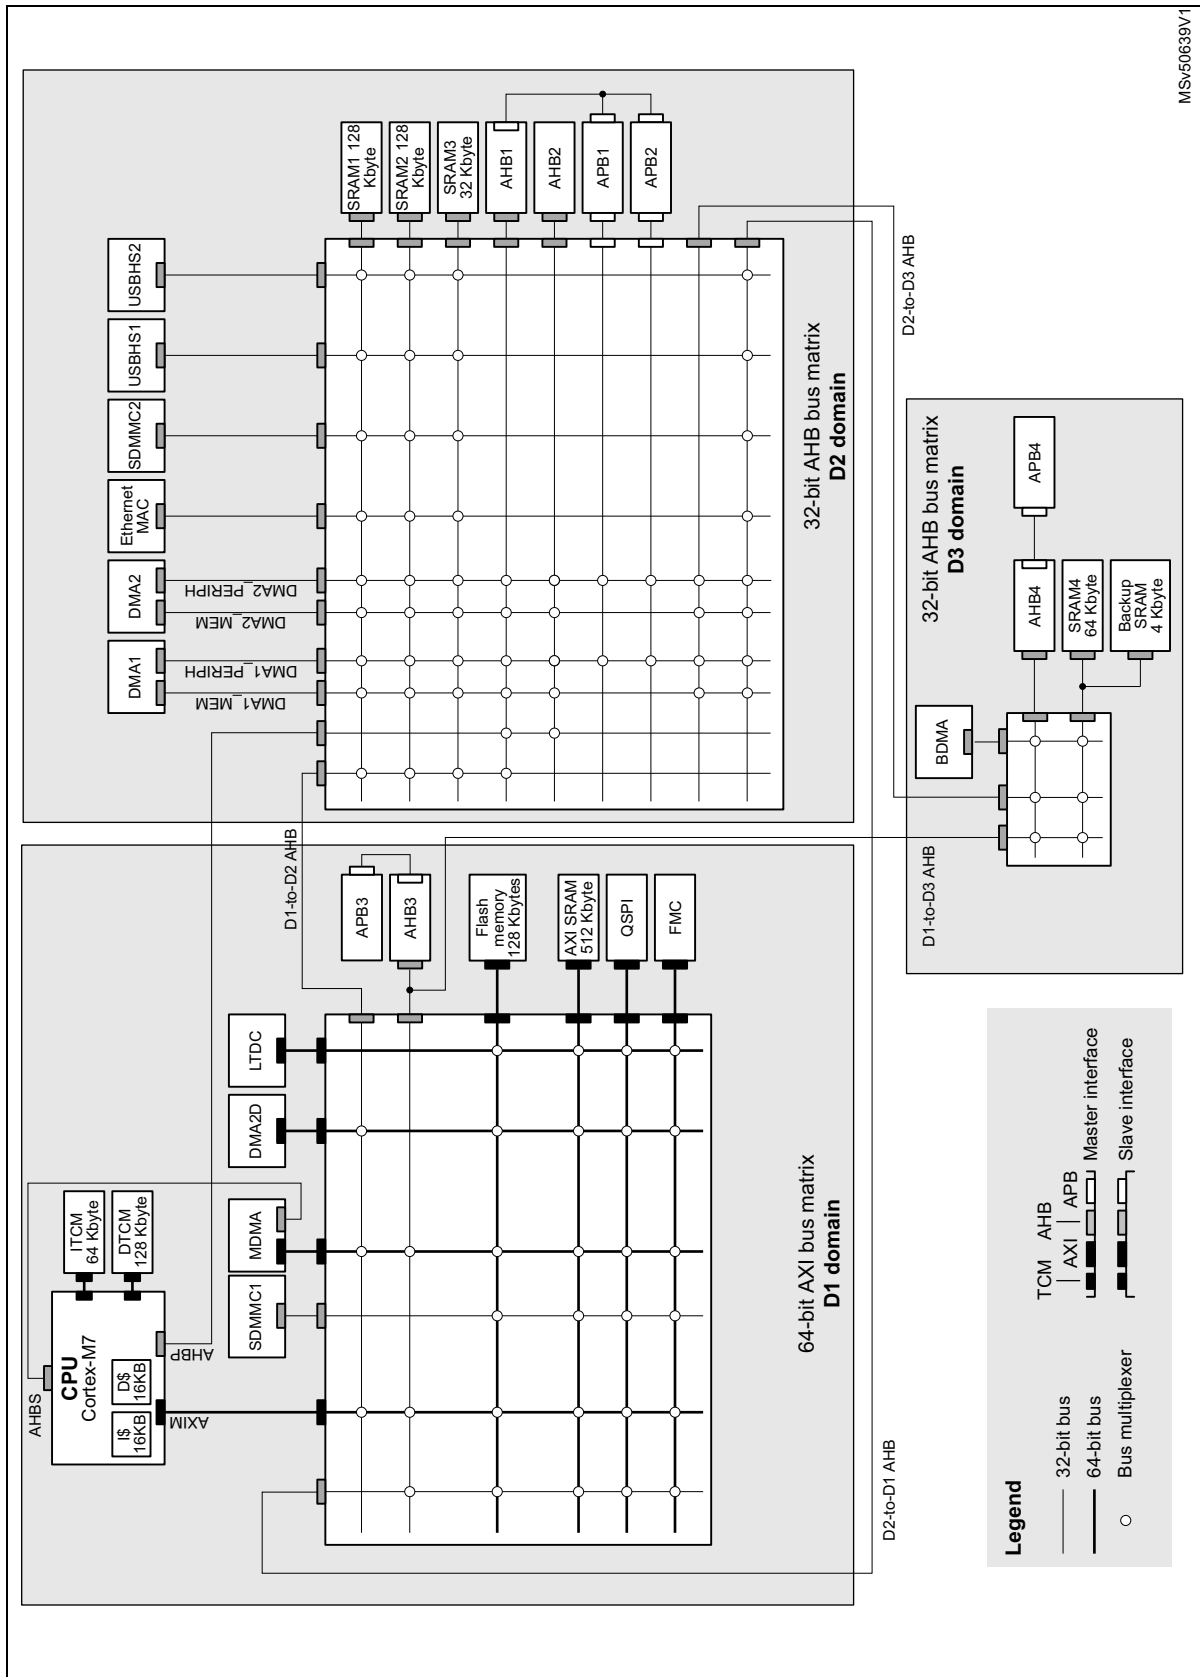 AHBS
CPU
Cortex-M7
I$
16KB
D$
16KB
AXIM
AHBP
ITCM
64 Kbyte
DTCM
128 Kbyte
SDMMC1
MDMA
DMA2D
LTDC
D1-to-D2 AHB
APB3
AHB3
Flash
memory
128 Kbytes
AXI SRAM
512 Kbyte
QSPI
FMC
64-bit AXI bus matrix
D1 domain
D2-to-D1 AHB
DMA1
DMA2
Ethernet
MAC
SDMMC2
USBHS1
USBHS2
DMA1_MEM
DMA1_PERIPH
DMA2_MEM
DMA2_PERIPH
SRAM1 128
Kbyte
SRAM2 128
Kbyte
SRAM3
32 Kbyte
AHB1
AHB2
APB1
APB2
32-bit AHB bus matrix
D2 domain
D2-to-D3 AHB
D1-to-D3 AHB
32-bit AHB bus matrix
D3 domain
BDMA
AHB4
APB4
SRAM4
64 Kbyte
Backup
SRAM
4 Kbyte
Legend
32-bit bus
64-bit bus
Bus multiplexer
TCM AHB
AXI APB
Master interface
Slave interface
MSv50639V1